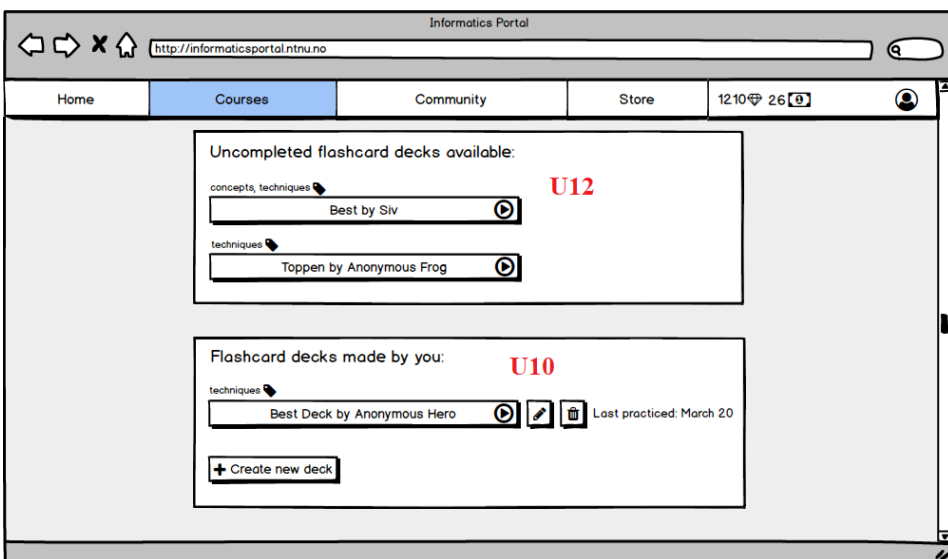 Informatics Portal
http://informaticsportal.ntnu.no
Home Courses Community Store 1210 26
Uncompleted flashcard decks available:
U12
concepts, techniques
Best by Siv
techniques
Toppen by Anonymous Frog
Flashcard decks made by you:
U10
techniques
Best Deck by Anonymous Hero Last practiced: March 20
+ Create new deck